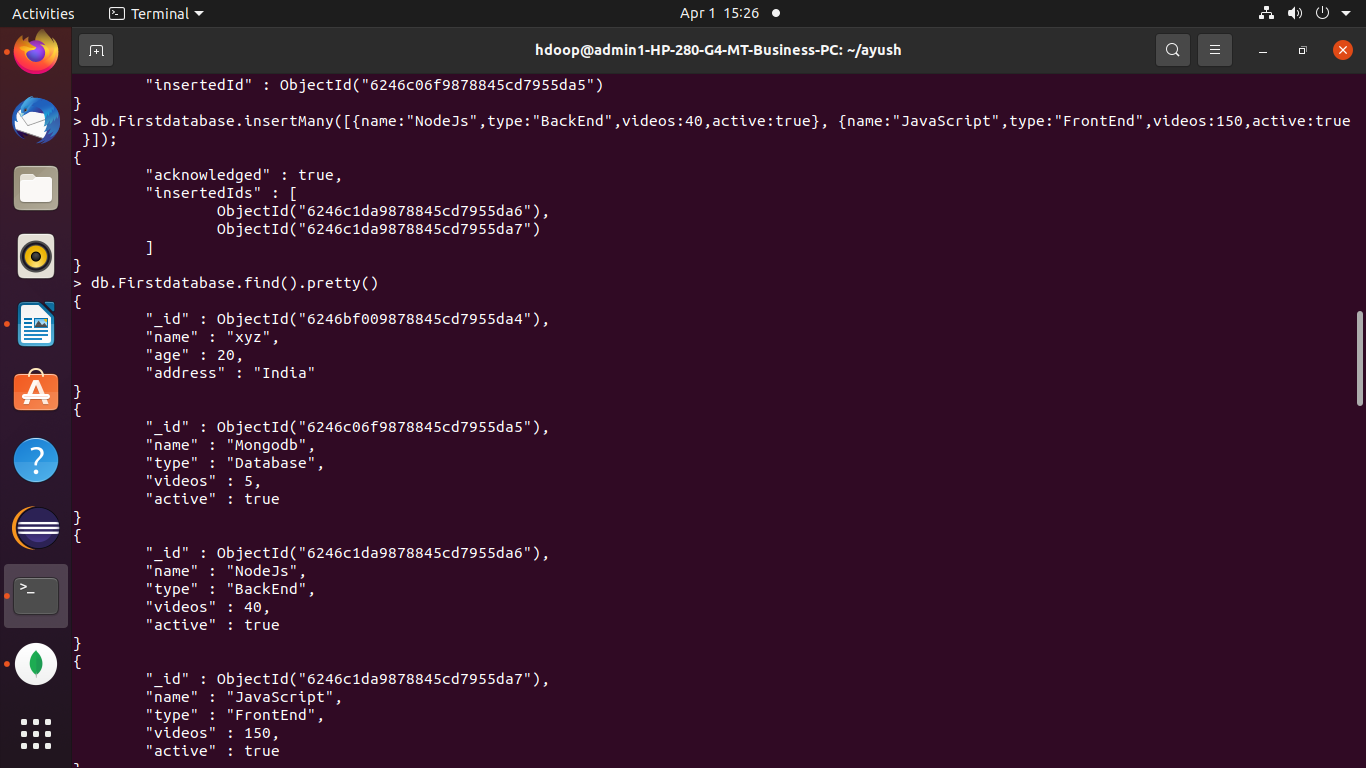 Activities
Terminal
Apr 1 15:26
hdoop@admin1-HP-280-G4-MT-Business-PC: ~/ayush
"insertedId" : ObjectId("6246c06f9878845cd7955da5")
}
> db.Firstdatabase.insertMany([{name:"NodeJs",type:"BackEnd",videos:40,active:true}, {name:"JavaScript",type:"FrontEnd",videos:150,active:true
}]);
{
"acknowledged" : true,
"insertedIds" : [
ObjectId("6246c1da9878845cd7955da6"),
ObjectId("6246c1da9878845cd7955da7")
]
}
> db.Firstdatabase.find().pretty()
{
"_id" : ObjectId("6246bf009878845cd7955da4"),
"name" : "xyz",
"age" : 20,
"address" : "India"
}
{
"_id" : ObjectId("6246c06f9878845cd7955da5"),
"name" : "Mongodb",
"type" : "Database",
"videos" : 5,
"active" : true
}
{
"_id" : ObjectId("6246c1da9878845cd7955da6"),
"name" : "NodeJs",
"type" : "BackEnd",
"videos" : 40,
"active" : true
}
{
"_id" : ObjectId("6246c1da9878845cd7955da7"),
"name" : "JavaScript",
"type" : "FrontEnd",
"videos" : 150,
"active" : true
}